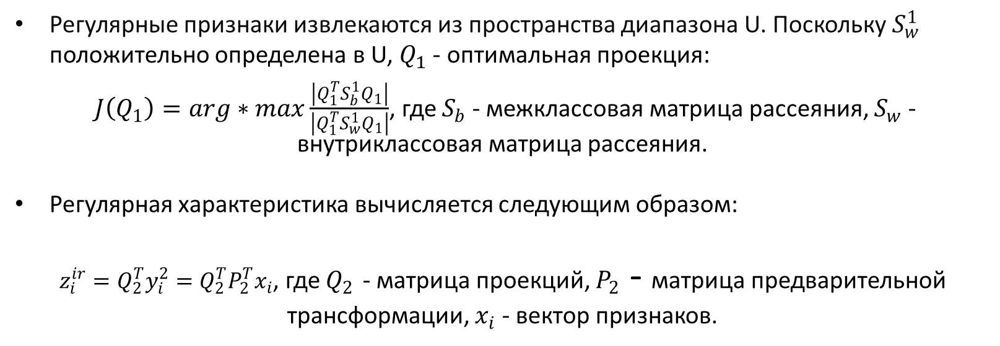 • Регулярные признаки извлекаются из пространства диапазона U. Поскольку $S_w^1$
положительно определена в U, $Q_1$ - оптимальная проекция:
$J(Q_1) = arg * max \frac{|Q_1^T S_b^1 Q_1|}{|Q_1^T S_w^1 Q_1|}$, где $S_b$ - межклассовая матрица рассеяния, $S_w$ -
внутриклассовая матрица рассеяния.
• Регулярная характеристика вычисляется следующим образом:
$z_i^{ir} = Q_2^T y_i^2 = Q_2^T P_2^T x_i$, где $Q_2$ - матрица проекций, $P_2$ - матрица предварительной
трансформации, $x_i$ - вектор признаков.